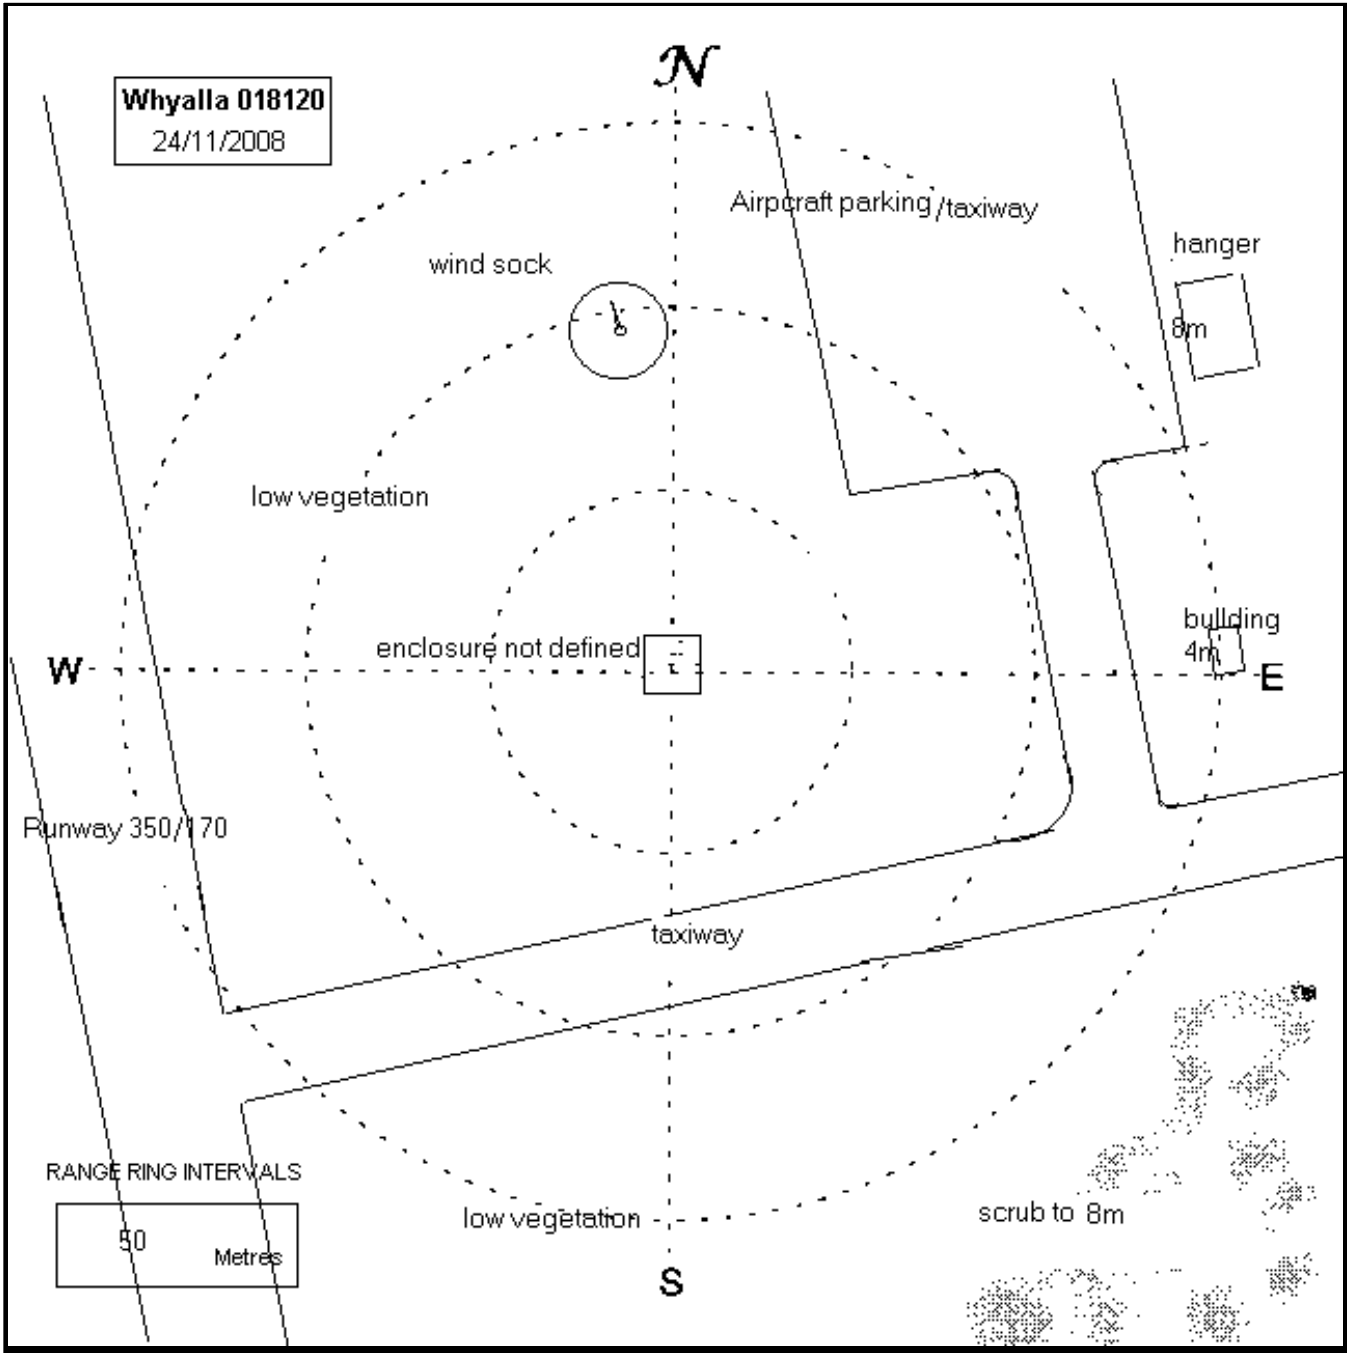 N
Whyalla 018120
24/11/2008
Airpcraft parking /taxiway
hanger
wind sock
8m
low vegetation
building
4m
enclosure not defined
W
E
Runway 350/170
taxiway
RANGE RING INTERVALS
50
Metres
low vegetation
scrub to 8m
S